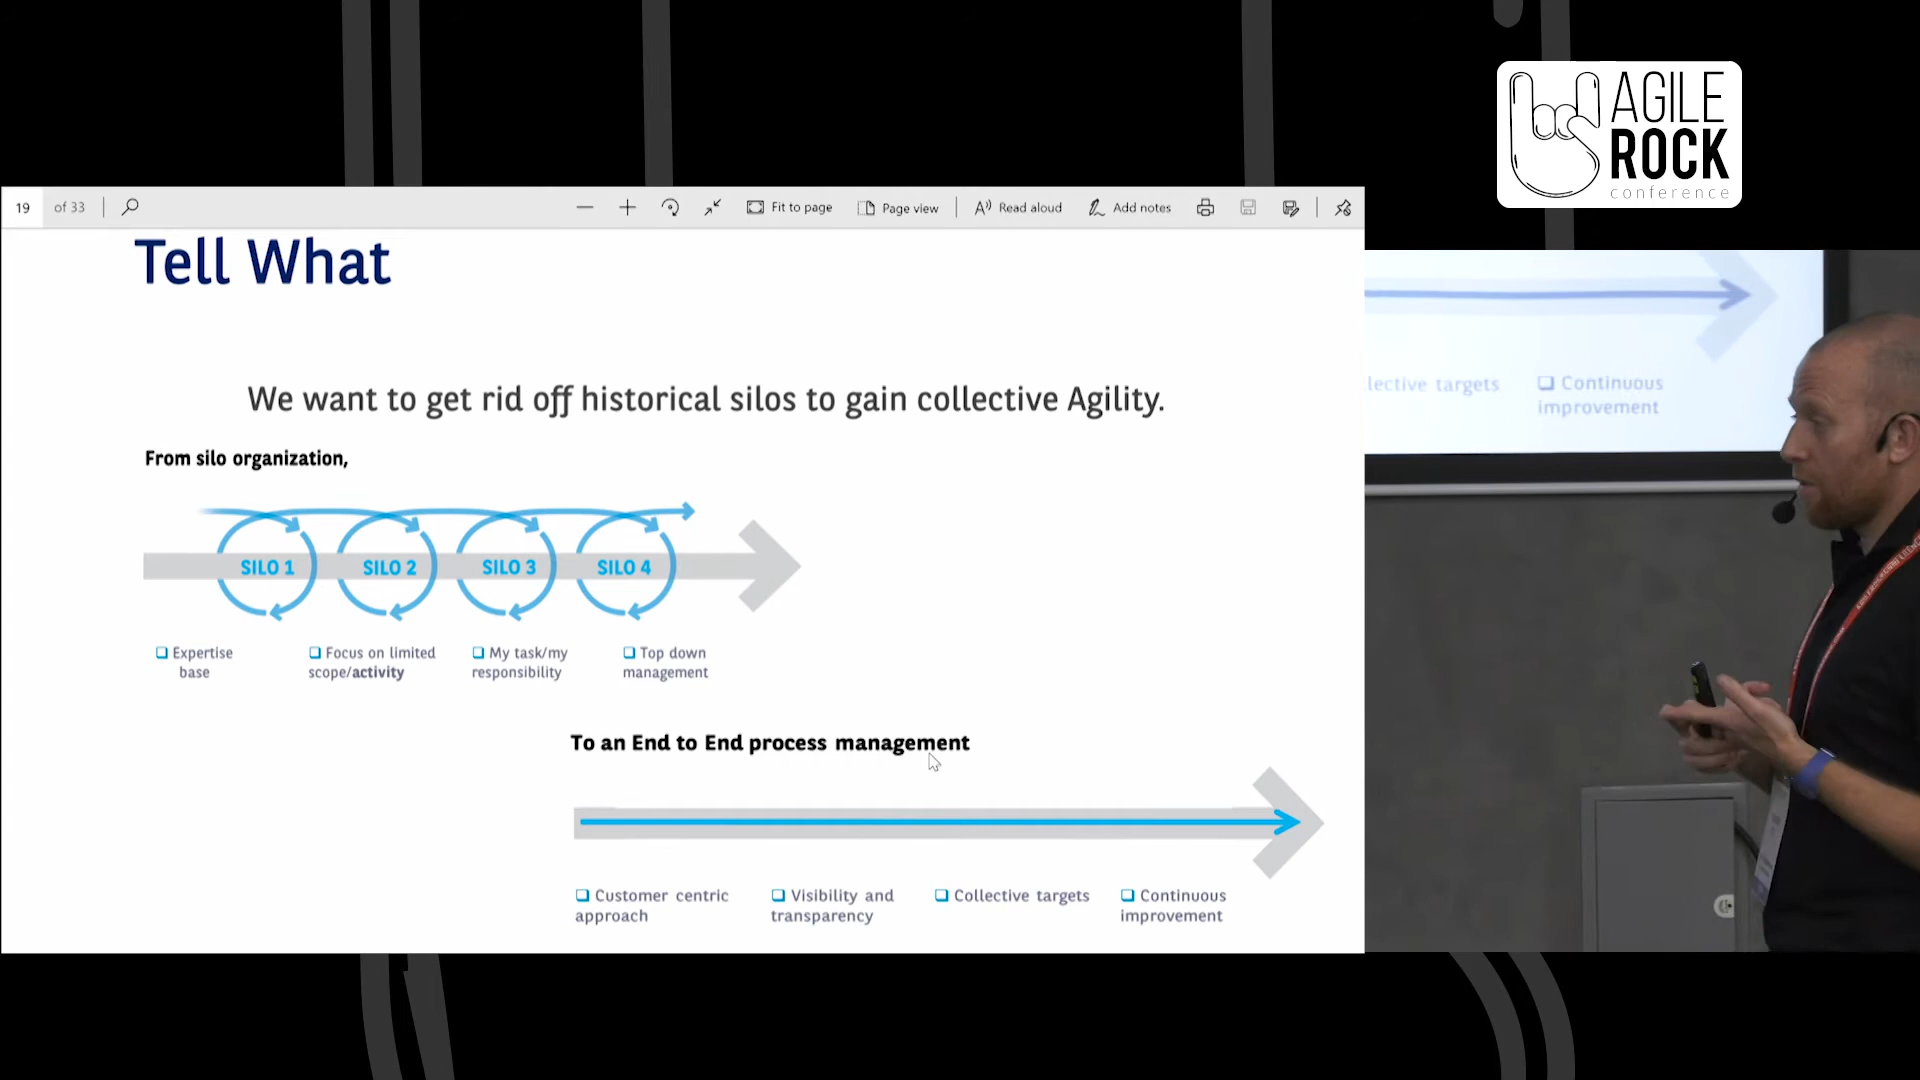 AGILE
ROCK
conference
19 of 33
Fit to page
Page view
Read aloud
Add notes
Tell What
We want to get rid off historical silos to gain collective Agility.
From silo organization,
SILO 1
SILO 2
SILO 3
SILO 4
Expertise
base
Focus on limited
scope/activity
My task/my
responsibility
Top down
management
To an End to End process management
Customer centric
approach
Visibility and
transparency
Collective targets
Continuous
improvement
lective targets
Continuous
improvement